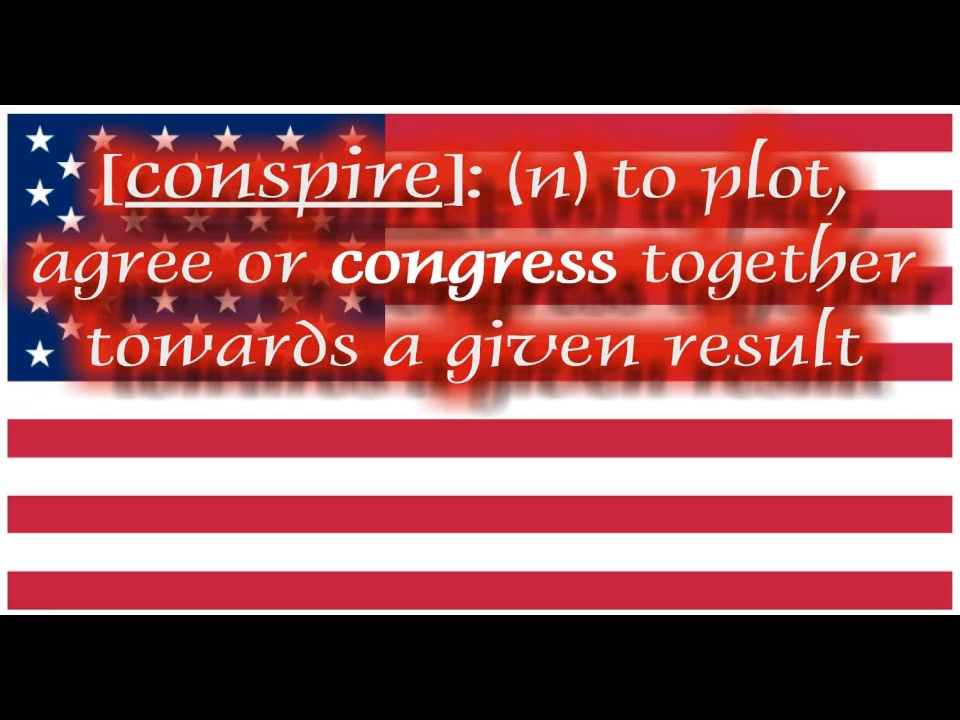 [conspire]: (n) to plot,
agree or congress together
towards a given result